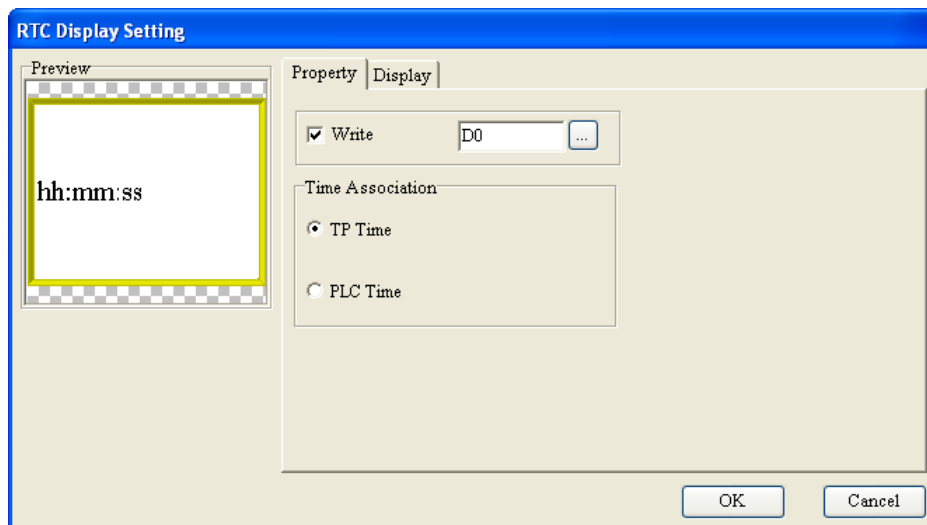 RTC Display Setting
Preview
hh:mm:ss
Property Display
Write D0 ...
Time Association
TP Time
PLC Time
OK Cancel